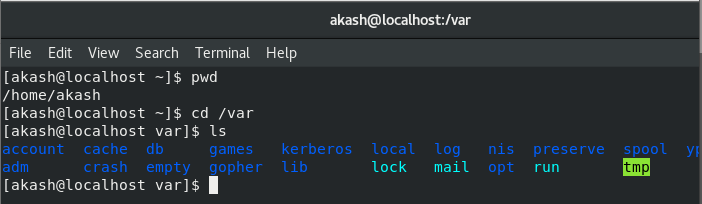 akash@localhost:/var
File Edit View Search Terminal Help
[akash@localhost ~]$ pwd
/home/akash
[akash@localhost ~]$ cd /var
[akash@localhost var]$ ls
account cache db games kerberos local log nis preserve spool yp
adm crash empty gopher lib lock mail opt run tmp
[akash@localhost var]$